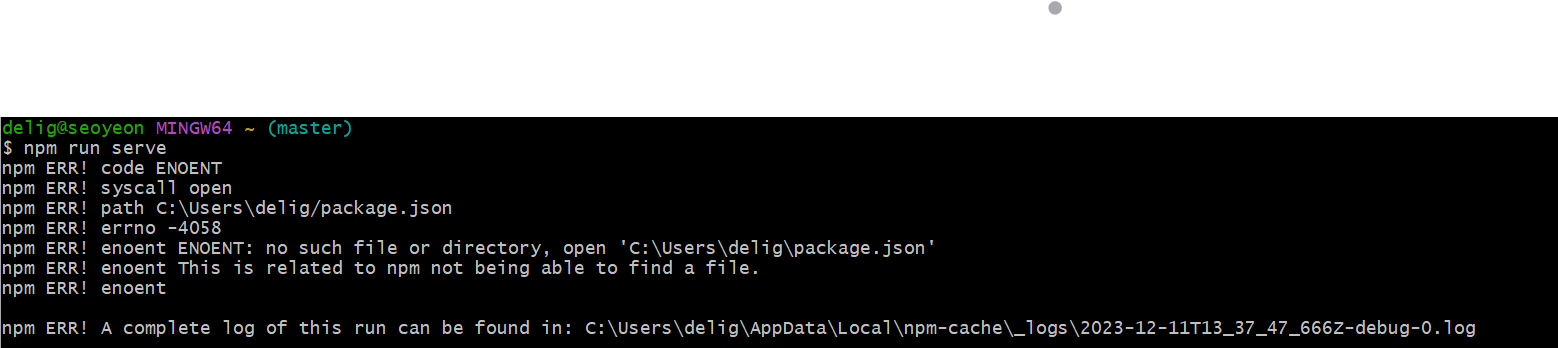 delig@seoyeon MINGW64 ~ (master)
$ npm run serve
npm ERR! code ENOENT
npm ERR! syscall open
npm ERR! path C:\Users\delig/package.json
npm ERR! errno -4058
npm ERR! enoent ENOENT: no such file or directory, open 'C:\Users\delig\package.json'
npm ERR! enoent This is related to npm not being able to find a file.
npm ERR! enoent
npm ERR! A complete log of this run can be found in: C:\Users\delig\AppData\Local\npm-cache\_logs\2023-12-11T13_37_47_666Z-debug-0.log